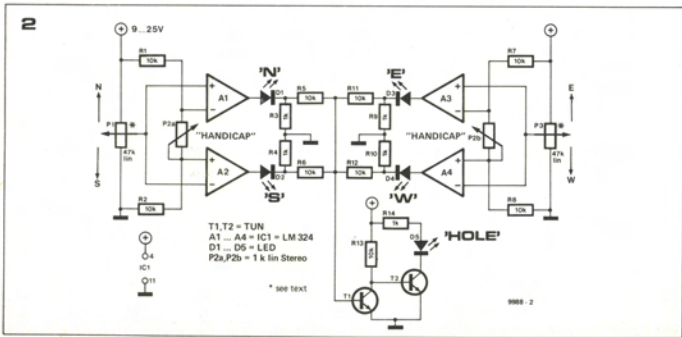 2
9...25V
R1
10k
N
P1
*
47k
lin
S
P2a
"HANDICAP"
R2
10k
A1
A2
'N'
D1
R3
1k
R4
1k
D2
'S'
R5
10k
R6
10k
R11
10k
R12
10k
'E'
D3
R9
1k
R10
1k
D4
'W'
A3
A4
"HANDICAP"
P2b
R7
10k
R8
10k
E
P3
*
47k
lin
W
4
IC1
11
T1,T2 = TUN
A1 ... A4 = IC1 = LM 324
D1 ... D5 = LED
P2a,P2b = 1 k lin Stereo
* see text
R13
10k
R14
1k
D5
'HOLE'
T1
T2
9988 - 2